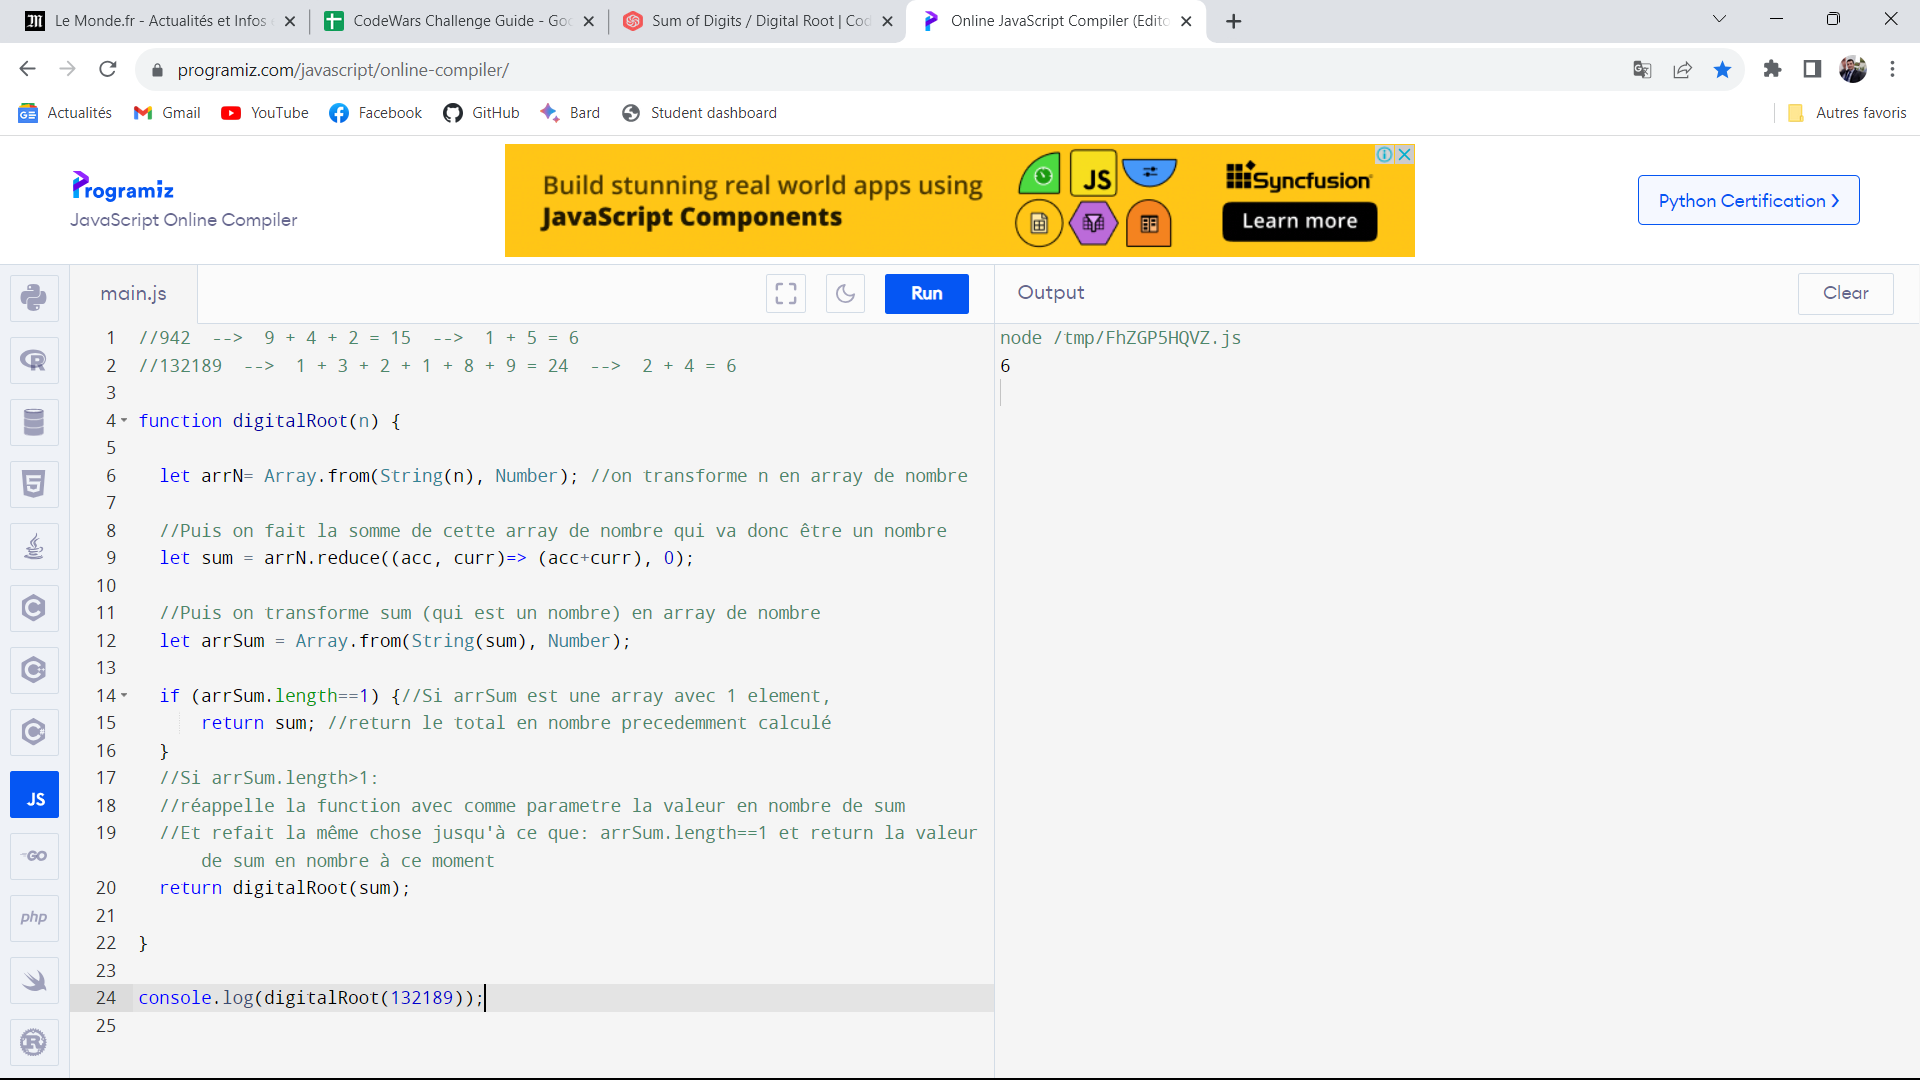 Le Monde.fr - Actualités et Infos
CodeWars Challenge Guide - Goo
Sum of Digits / Digital Root | Cod
Online JavaScript Compiler (Edito
programiz.com/javascript/online-compiler/
Actualités
Gmail
YouTube
Facebook
GitHub
Bard
Student dashboard
Autres favoris
Programiz
JavaScript Online Compiler
Build stunning real world apps using
JavaScript Components
JS
Syncfusion
Learn more
Python Certification >
main.js
Run
Output
Clear
1 //942 --> 9 + 4 + 2 = 15 --> 1 + 5 = 6
2 //132189 --> 1 + 3 + 2 + 1 + 8 + 9 = 24 --> 2 + 4 = 6
3
4 function digitalRoot(n) {
5
6 let arrN= Array.from(String(n), Number); //on transforme n en array de nombre
7
8 //Puis on fait la somme de cette array de nombre qui va donc être un nombre
9 let sum = arrN.reduce((acc, curr)=> (acc+curr), 0);
10
11 //Puis on transforme sum (qui est un nombre) en array de nombre
12 let arrSum = Array.from(String(sum), Number);
13
14 if (arrSum.length==1) {//Si arrSum est une array avec 1 element,
15 return sum; //return le total en nombre precedemment calculé
16 }
17 //Si arrSum.length>1:
18 //réappelle la function avec comme parametre la valeur en nombre de sum
19 //Et refait la même chose jusqu'à ce que: arrSum.length==1 et return la valeur
de sum en nombre à ce moment
20 return digitalRoot(sum);
21
22 }
23
24 console.log(digitalRoot(132189));
25
node /tmp/FhZGP5HQVZ.js
6
R
5
C
C
C
JS
GO
php
R